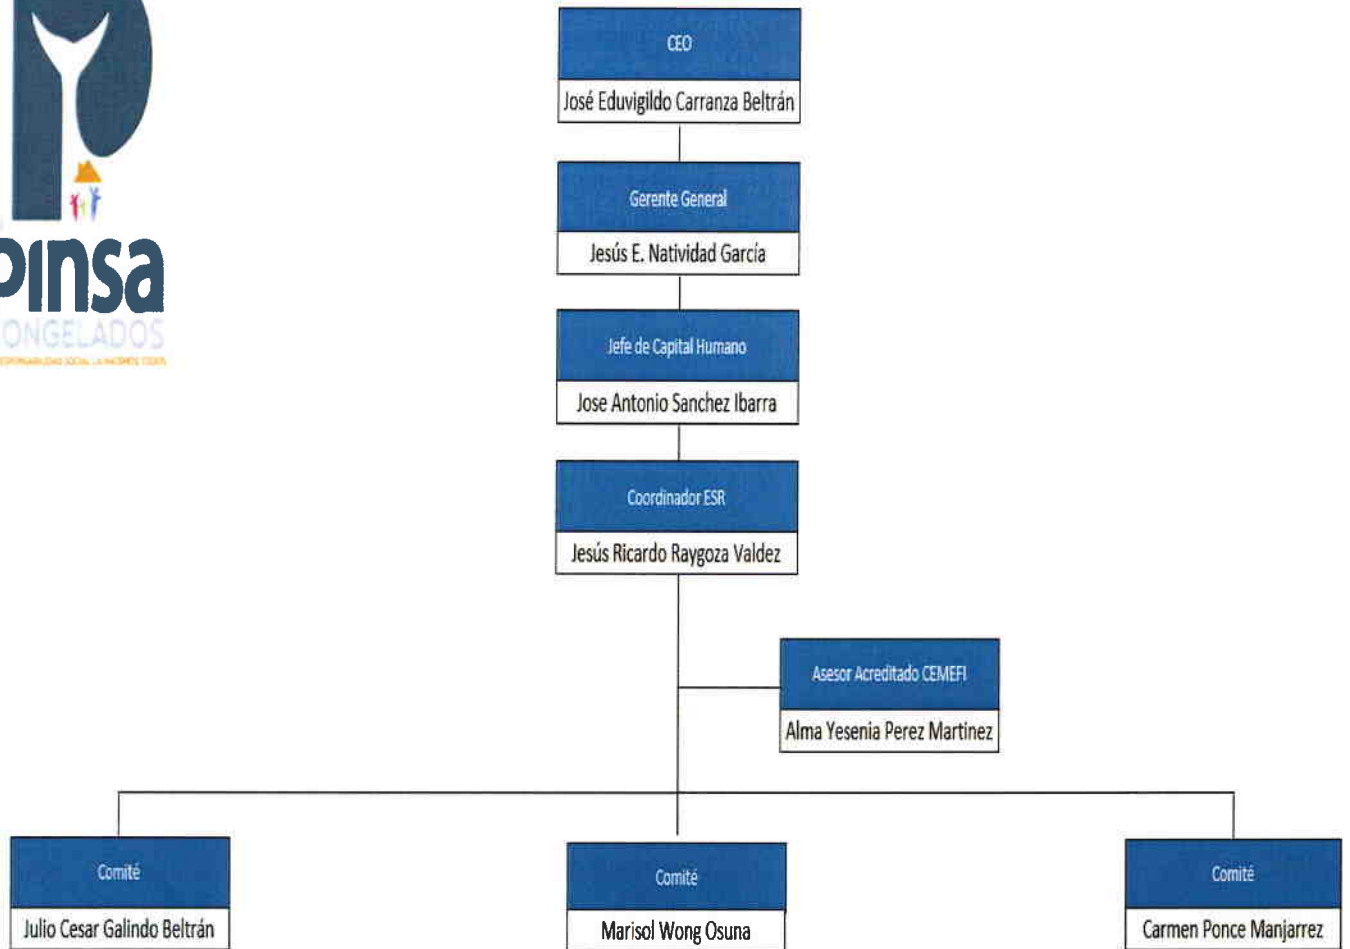 CEO
José Eduvigildo Carranza Beltrán
Gerente General
Jesús E. Natividad García
pinsa
ONGELADOS
Jefe de Capital Humano
Jose Antonio Sanchez Ibarra
Coordinador ESR
Jesús Ricardo Raygoza Valdez
Asesor Acreditado CEMEFI
Alma Yesenia Perez Martinez
Comité
Julio Cesar Galindo Beltrán
Comité
Marisol Wong Osuna
Comité
Carmen Ponce Manjarrez